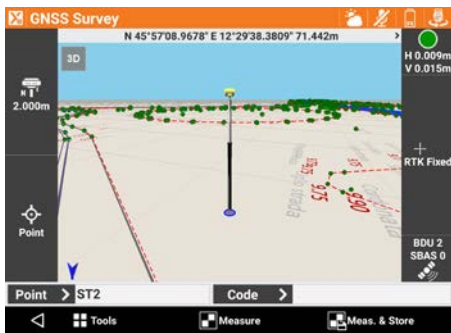 GNSS Survey
N 45°57'08.9678" E 12°29'38.3809" 71.442m >
3D
H 0.009m
V 0.015m
2.000m
RTK Fixed
Point
BDU 2
SBAS 0
Point > ST2
Code >
Tools
Measure
Meas. & Store